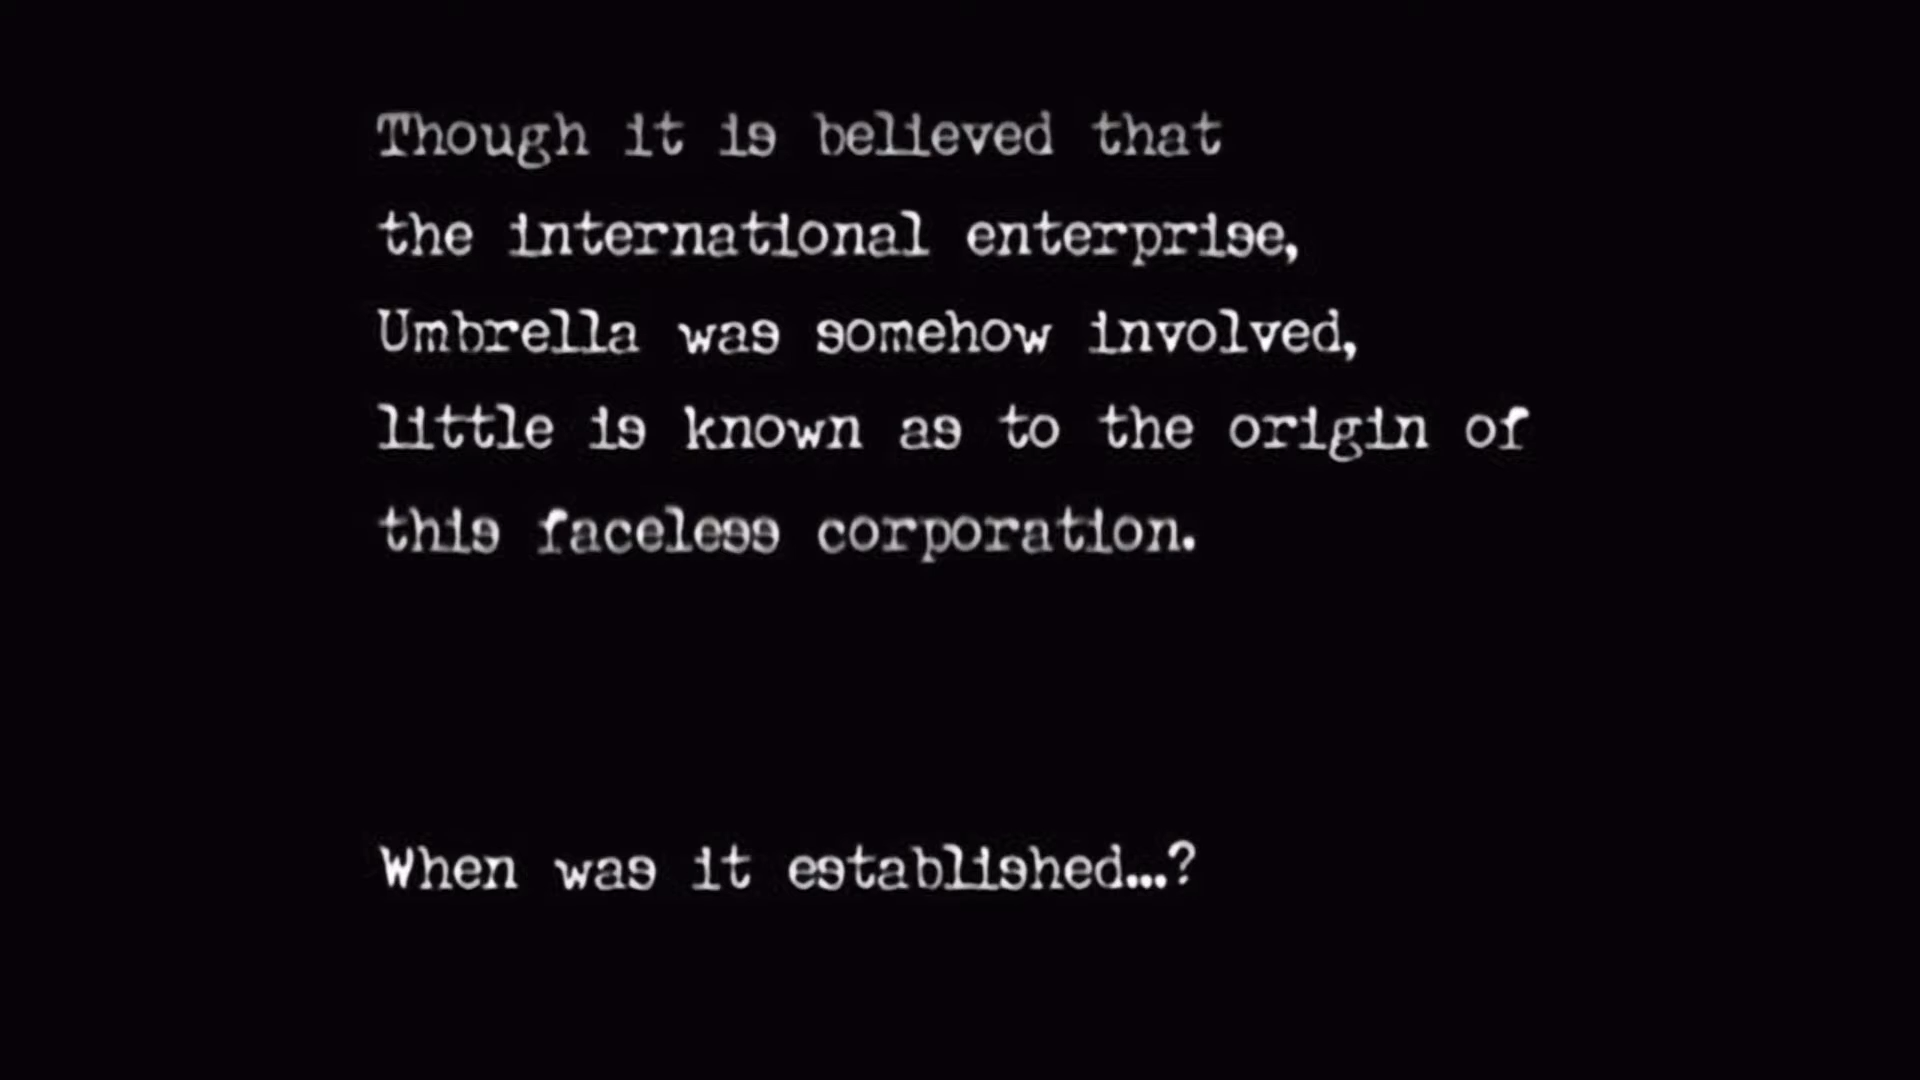 Though it is believed that
the international enterprise,
Umbrella was somehow involved,
little is known as to the origin of
this faceless corporation.
When was it established...?